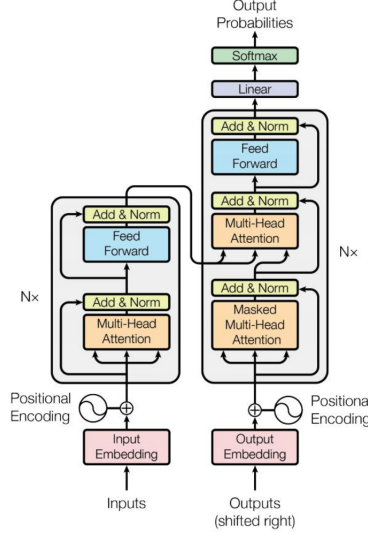 Output
Probabilities
Softmax
Linear
Add & Norm
Feed
Forward
Add & Norm
Multi-Head
Attention
Add & Norm
Masked
Multi-Head
Attention
Nx
Add & Norm
Feed
Forward
Add & Norm
Multi-Head
Attention
Nx
Positional
Encoding
Input
Embedding
Inputs
Positiona
Encoding
Output
Embedding
Outputs
(shifted right)